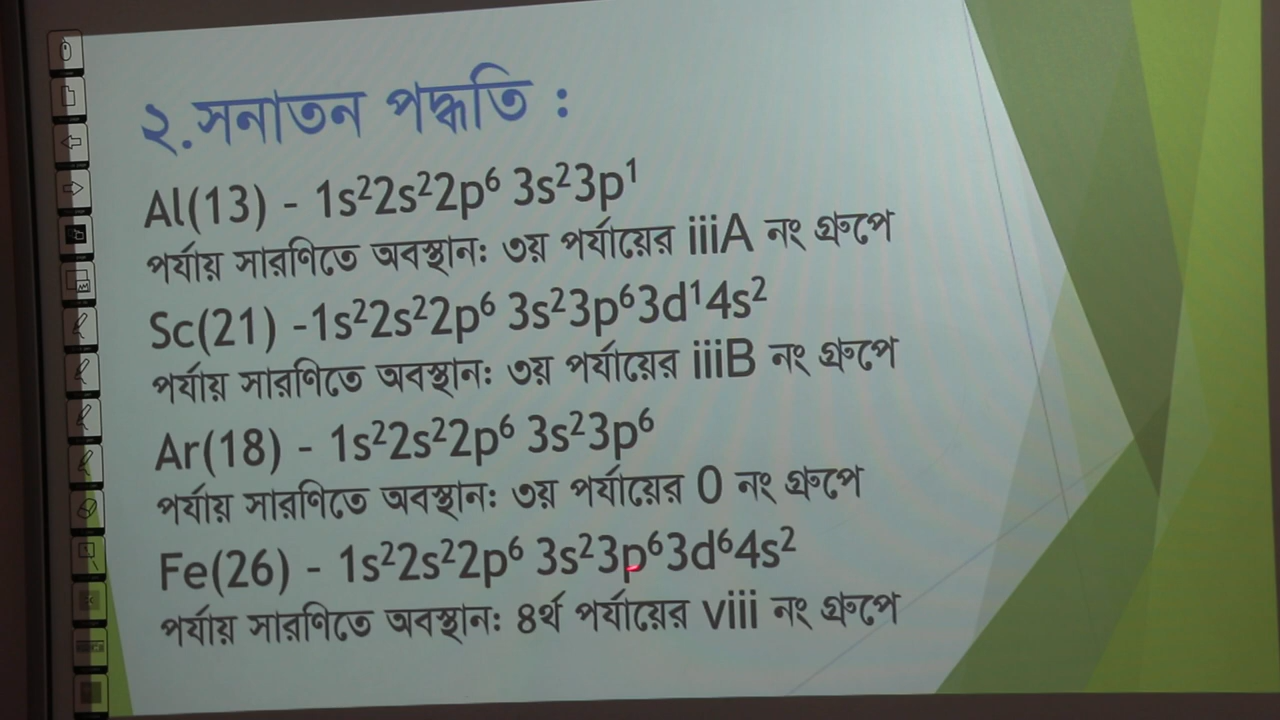 ২.সনাতন পদ্ধতি :
Al(13) - 1s²2s²2p⁶ 3s²3p¹
পর্যায় সারণিতে অবস্থান: ৩য় পর্যায়ের iiiA নং গ্রুপে
Sc(21) -1s²2s²2p⁶ 3s²3p⁶3d¹4s²
পর্যায় সারণিতে অবস্থান: ৩য় পর্যায়ের iiiB নং গ্রুপে
Ar(18) - 1s²2s²2p⁶ 3s²3p⁶
পর্যায় সারণিতে অবস্থান: ৩য় পর্যায়ের 0 নং গ্রুপে
Fe(26) - 1s²2s²2p⁶ 3s²3p⁶3d⁶4s²
পর্যায় সারণিতে অবস্থান: ৪র্থ পর্যায়ের viii নং গ্রুপে